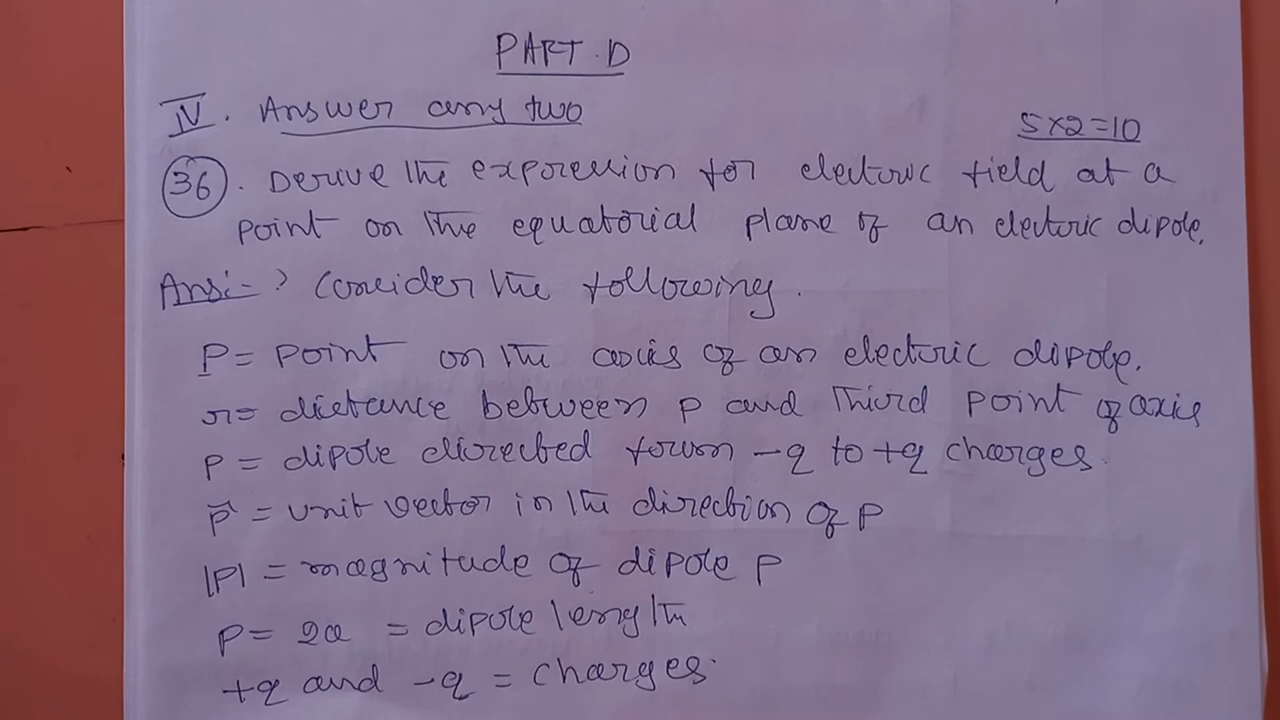 PART.D
IV. Answer any two
5×2=10
36. Derive the expression for electric field at a
point on the equatorial plane of an electric dipole.
Ans:- > Consider the following.
P = point on the axis of an electric dipole.
r= distance between p and third point of axis
P = dipole directed from -q to +q charges.
p⃗ = unit vector in the direction of P
|P| = magnitude of dipole P
P= 2a = dipole length
+q and -q = charges.